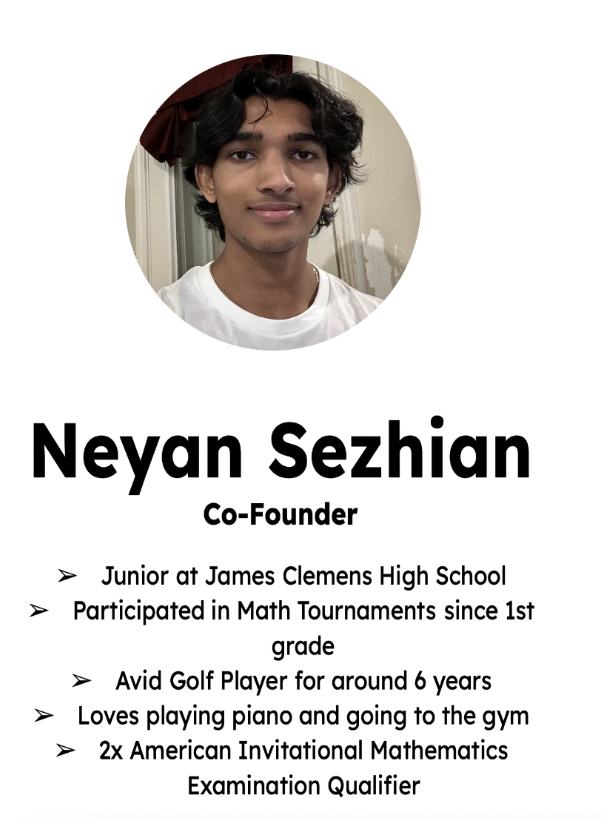 Neyan Sezhian
Co-Founder
➢ Junior at James Clemens High School
➢ Participated in Math Tournaments since 1st
grade
➢ Avid Golf Player for around 6 years
➢ Loves playing piano and going to the gym
➢ 2x American Invitational Mathematics
Examination Qualifier